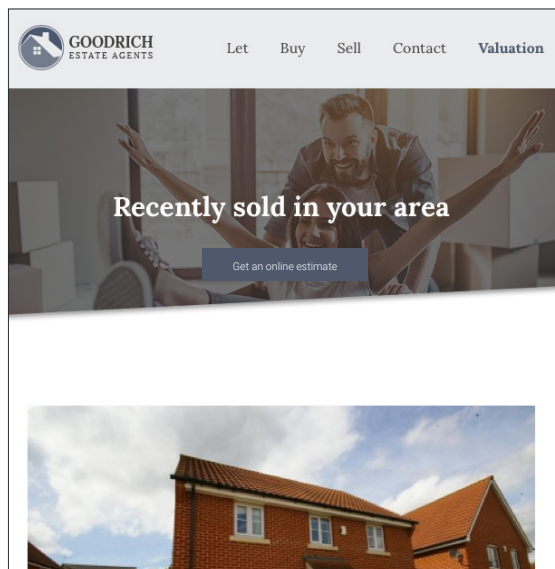 GOODRICH
ESTATE AGENTS
Let Buy Sell Contact Valuation
Recently sold in your area
Get an online estimate